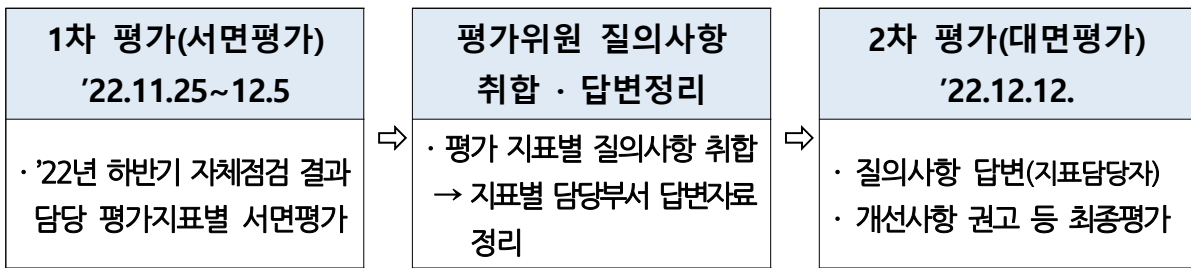 1차 평가(서면평가)
'22.11.25~12.5
· '22년 하반기 자체점검 결과
담당 평가지표별 서면평가
⇨
평가위원 질의사항
취합 · 답변정리
· 평가 지표별 질의사항 취합
→ 지표별 담당부서 답변자료
정리
⇨
2차 평가(대면평가)
'22.12.12.
· 질의사항 답변(지표담당자)
· 개선사항 권고 등 최종평가